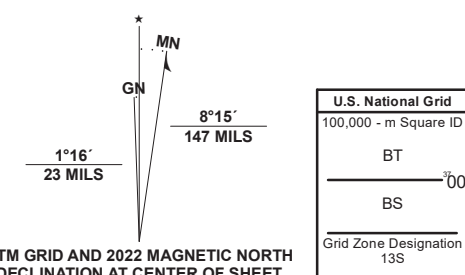 ★
MN
GN
8°15´
147 MILS
1°16´
23 MILS
TM GRID AND 2022 MAGNETIC NORTH
DECLINATION AT CENTER OF SHEET
U.S. National Grid
100,000 - m Square ID
BT
3700
BS
Grid Zone Designation
13S